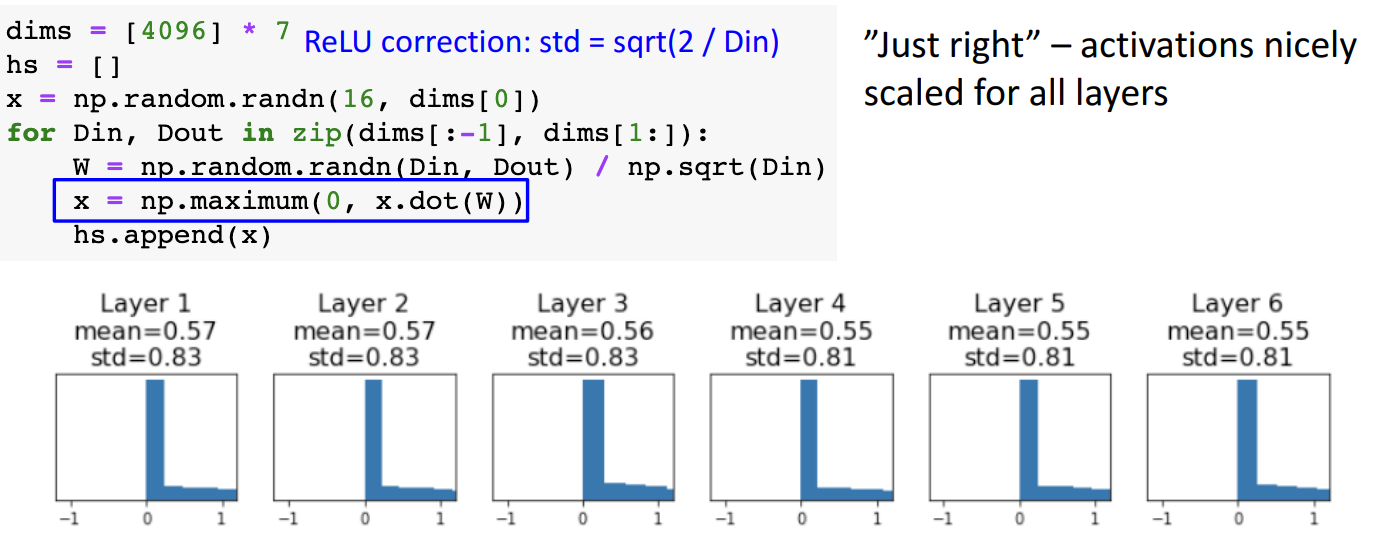 dims = [4096] * 7 ReLU correction: std = sqrt(2 / Din)
hs = []
x = np.random.randn(16, dims[0])
for Din, Dout in zip(dims[:-1], dims[1:]):
    W = np.random.randn(Din, Dout) / np.sqrt(Din)
    x = np.maximum(0, x.dot(W))
    hs.append(x)
”Just right” – activations nicely
scaled for all layers
Layer 1
mean=0.57
std=0.83
-1 0 1
Layer 2
mean=0.57
std=0.83
-1 0 1
Layer 3
mean=0.56
std=0.83
-1 0 1
Layer 4
mean=0.55
std=0.81
-1 0 1
Layer 5
mean=0.55
std=0.81
-1 0 1
Layer 6
mean=0.55
std=0.81
-1 0 1